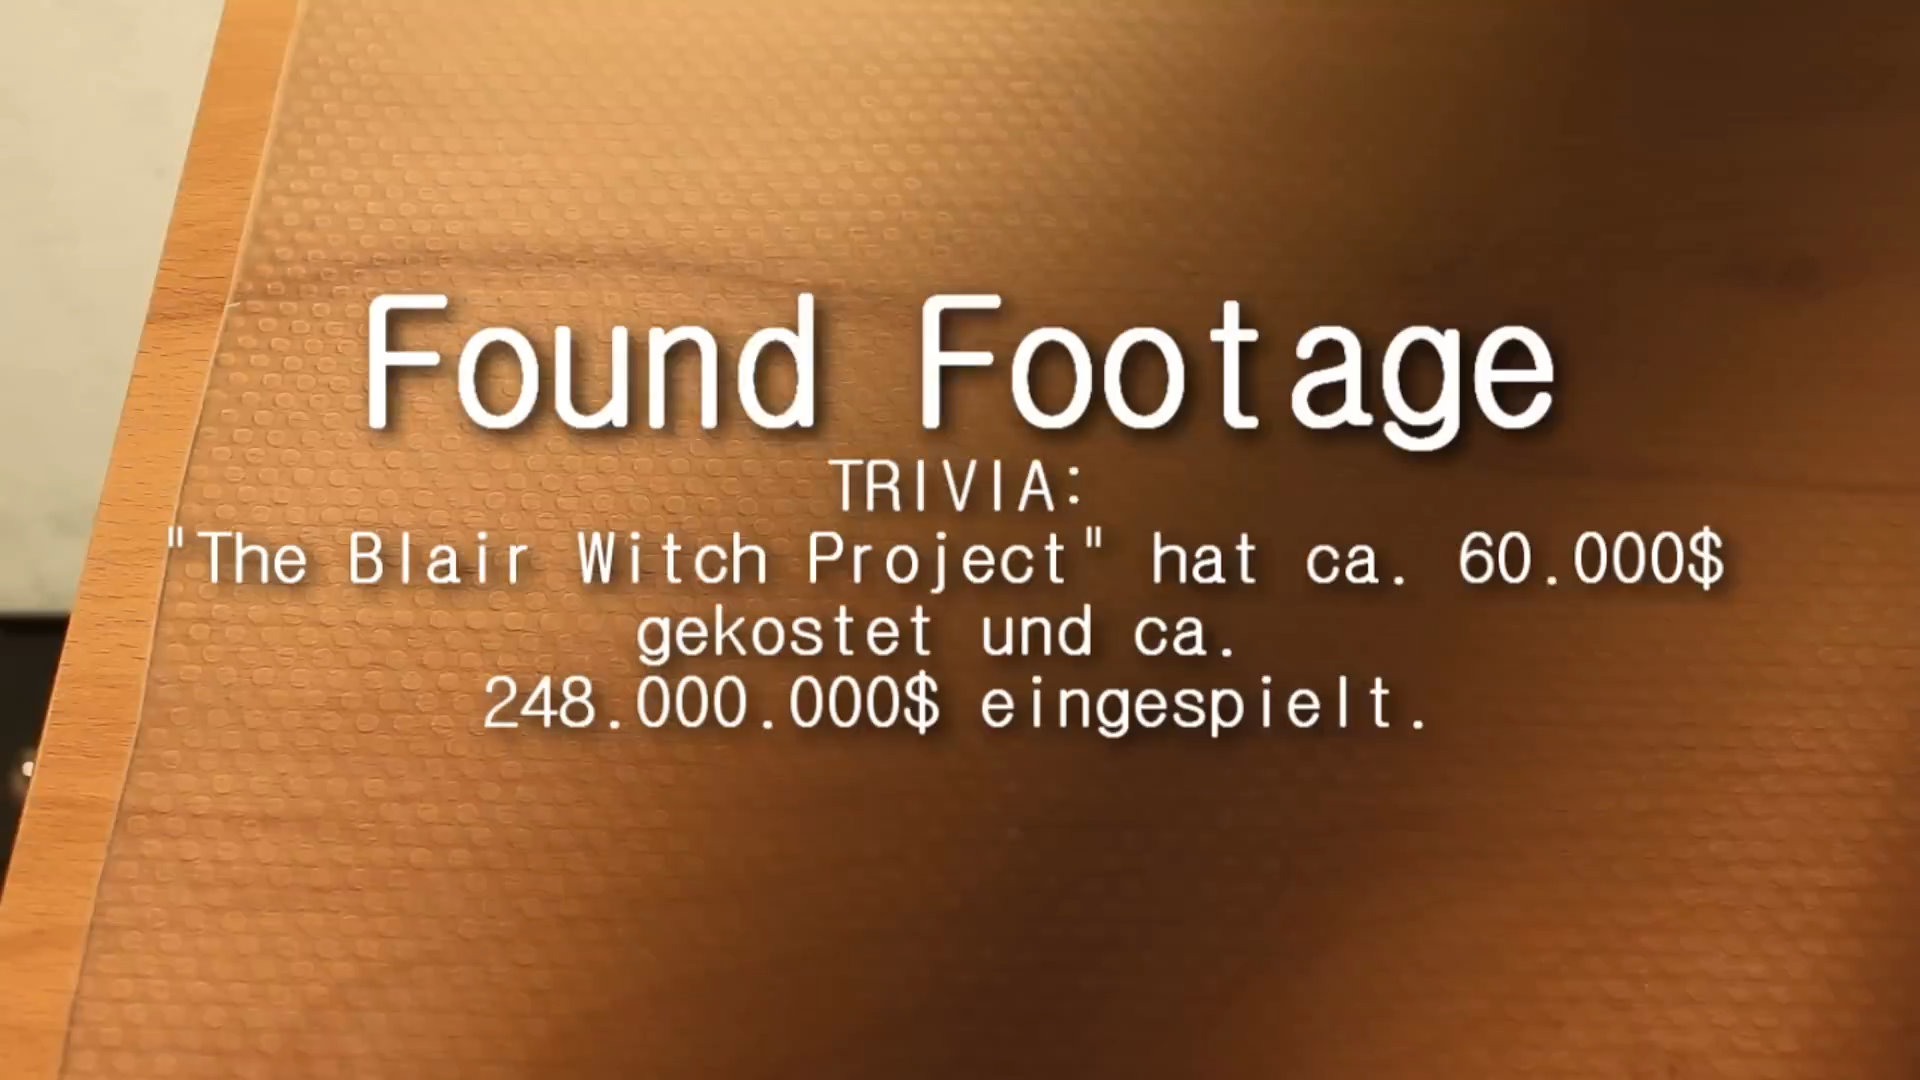 Found Footage
TRIVIA:
"The Blair Witch Project" hat ca. 60.000$
gekostet und ca.
248.000.000$ eingespielt.